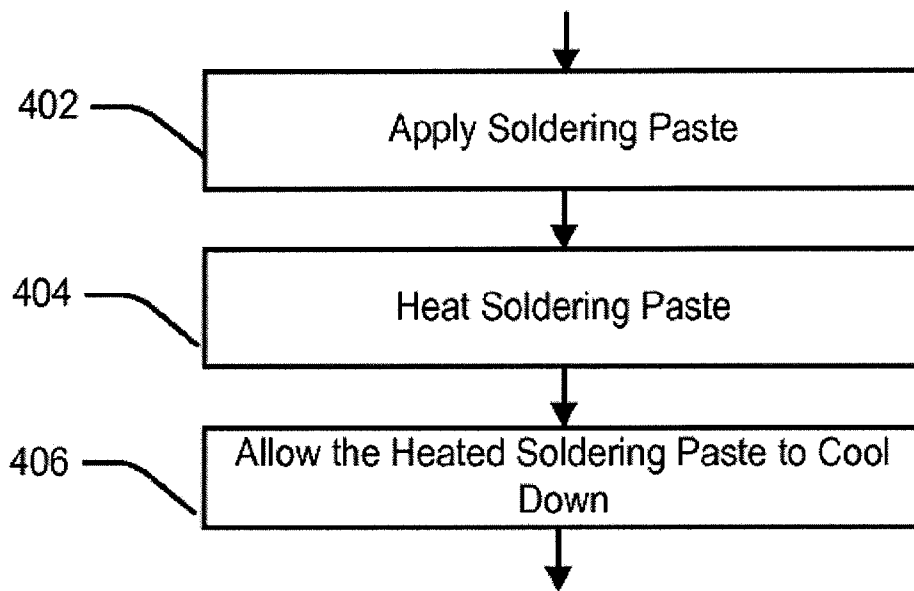 402
Apply Soldering Paste
404
Heat Soldering Paste
406
Allow the Heated Soldering Paste to Cool
Down